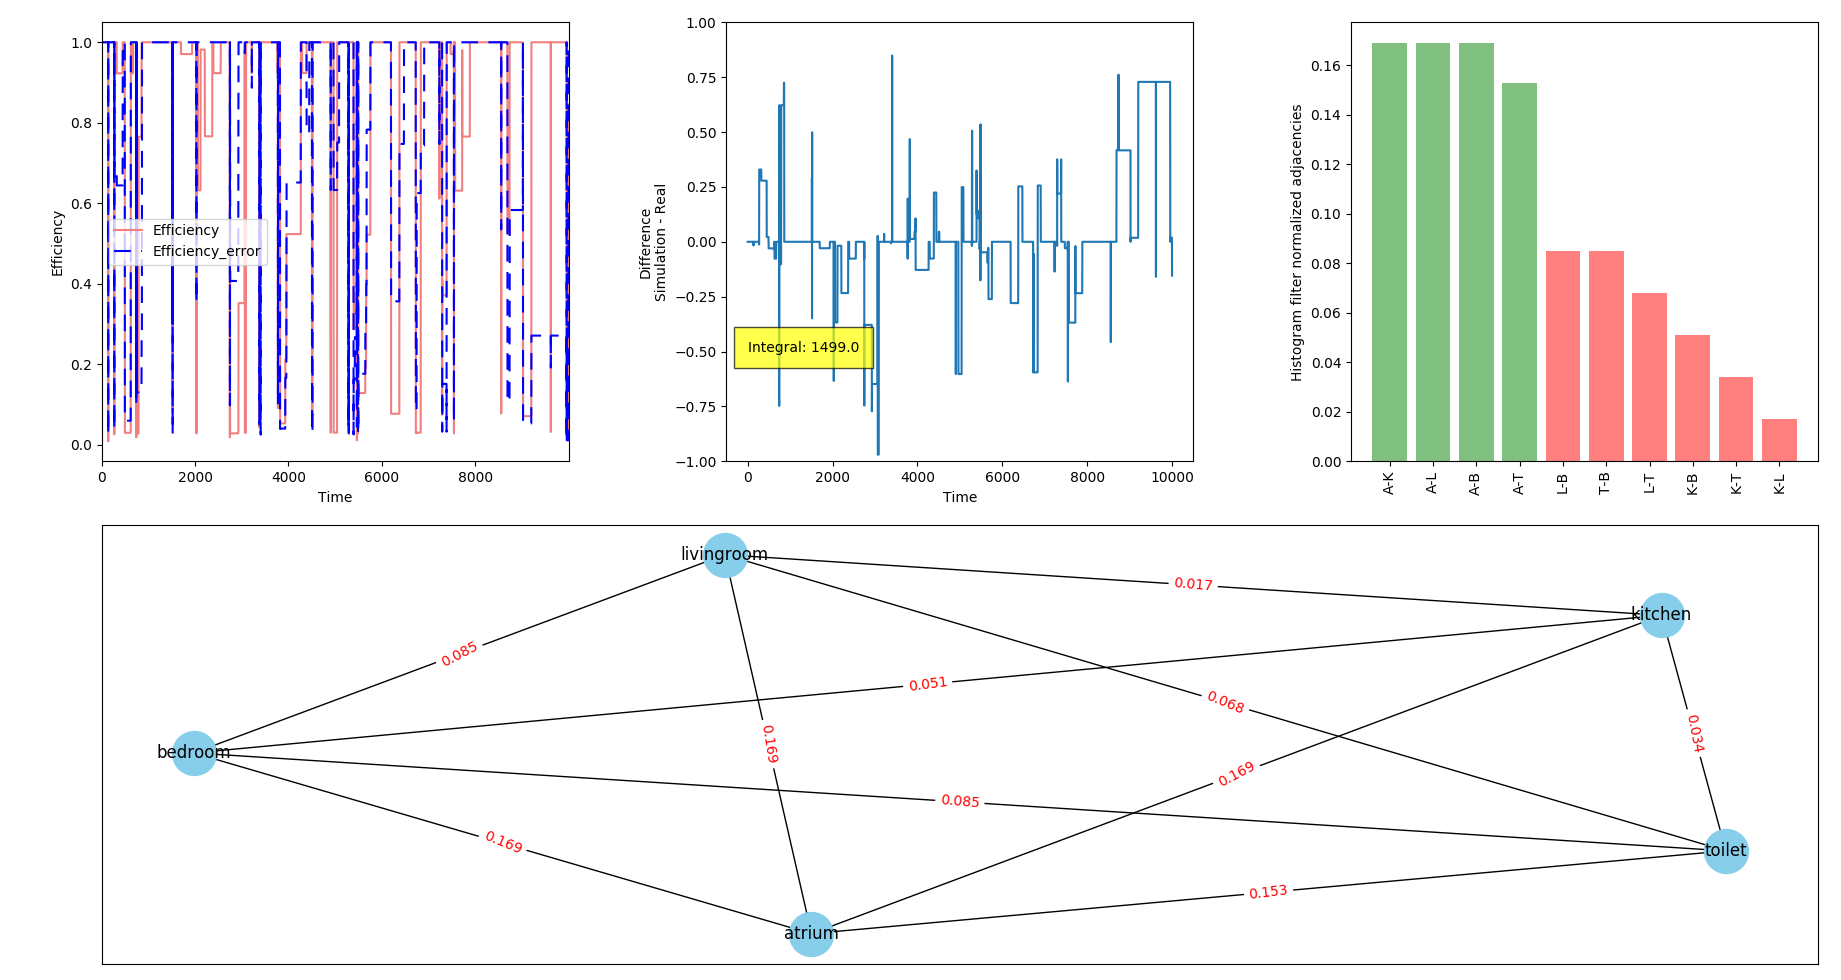 1.0
0.8
0.6
0.4
0.2
0.0
Efficiency
Efficiency
Efficiency_error
0
2000
4000
6000
8000
Time
1.00
0.75
0.50
0.25
0.00
−0.25
−0.50
−0.75
−1.00
Difference
Simulation - Real
Integral: 1499.0
0
2000
4000
6000
8000
10000
Time
0.16
0.14
0.12
0.10
0.08
0.06
0.04
0.02
0.00
Histogram filter normalized adjacencies
A-K
A-L
A-B
A-T
L-B
T-B
L-T
K-B
K-T
K-L
livingroom
0.017
kitchen
0.085
0.051
0.068
0.169
0.034
bedroom
0.169
0.085
0.169
toilet
0.153
atrium